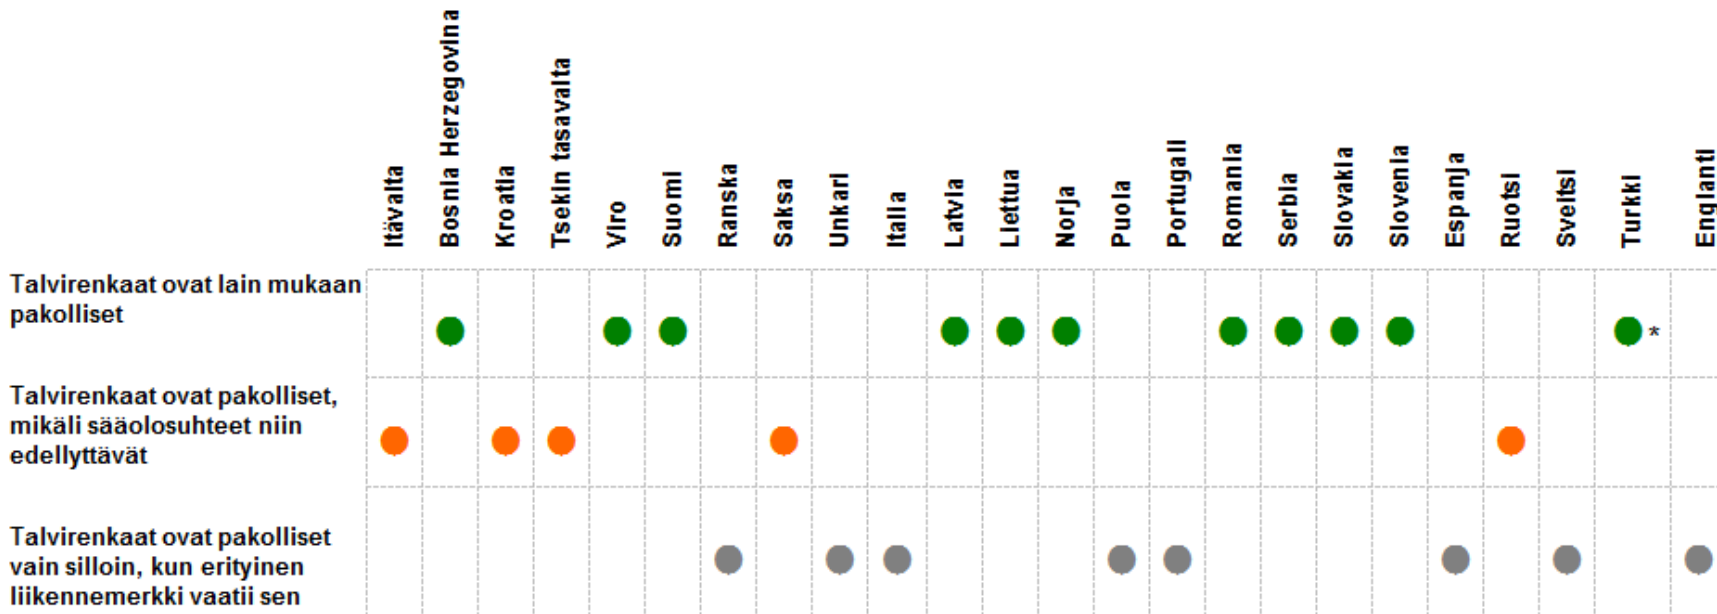 Itävalta
Bosnia Herzegovina
Kroatia
Tsekin tasavalta
Viro
Suomi
Ranska
Saksa
Unkari
Italia
Latvia
Liettua
Norja
Puola
Portugali
Romania
Serbia
Slovakia
Slovenia
Espanja
Ruotsi
Sveitsi
Turkki
Englanti
Talvirenkaat ovat lain mukaan
pakolliset
*
Talvirenkaat ovat pakolliset,
mikäli sääolosuhteet niin
edellyttävät
Talvirenkaat ovat pakolliset
vain silloin, kun erityinen
liikennemerkki vaatii sen